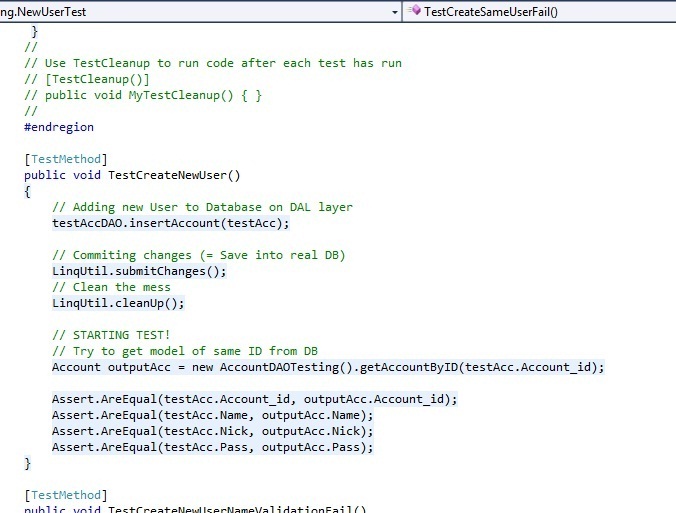 ng.NewUserTest
TestCreateSameUserFail()
}
//
// Use TestCleanup to run code after each test has run
// [TestCleanup()]
// public void MyTestCleanup() { }
//
#endregion
[TestMethod]
public void TestCreateNewUser()
{
// Adding new User to Database on DAL layer
testAccDAO.insertAccount(testAcc);
// Commiting changes (= Save into real DB)
LinqUtil.submitChanges();
// Clean the mess
LinqUtil.cleanUp();
// STARTING TEST!
// Try to get model of same ID from DB
Account outputAcc = new AccountDAOTesting().getAccountByID(testAcc.Account_id);
Assert.AreEqual(testAcc.Account_id, outputAcc.Account_id);
Assert.AreEqual(testAcc.Name, outputAcc.Name);
Assert.AreEqual(testAcc.Nick, outputAcc.Nick);
Assert.AreEqual(testAcc.Pass, outputAcc.Pass);
}
[TestMethod]
public void TestCreateNewUserNameValidationFail()